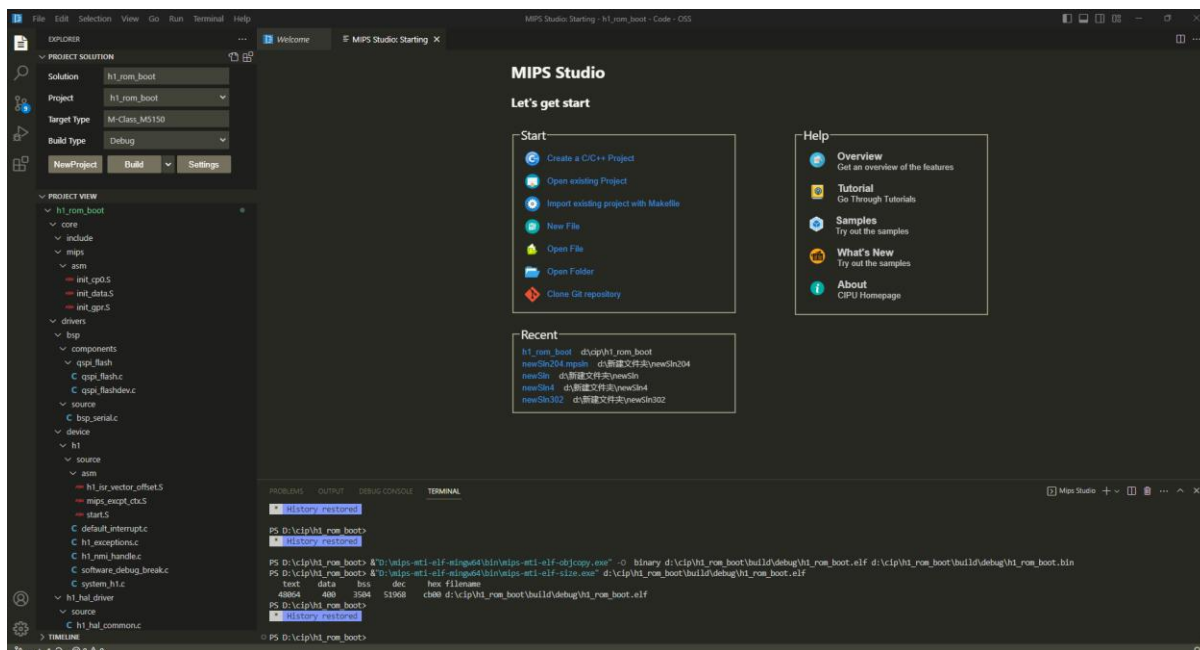 File Edit Selection View Go Run Terminal Help
MIPS Studio: Starting - h1_rom_boot - Code - OSS
EXPLORER
Welcome
MIPS Studio: Starting
PROJECT SOLUTION
Solution h1_rom_boot
Project h1_rom_boot
Target Type M-Class_M5150
Build Type Debug
NewProject Build Settings
PROJECT VIEW
h1_rom_boot
core
include
mips
asm
init_cp0.S
init_data.S
init_gpr.S
drivers
bsp
components
qspi_flash
C qspi_flash.c
C qspi_flashdev.c
source
C bsp_serial.c
device
h1
source
asm
h1_isr_vector_offset.S
mips_excpt_ctx.S
start.S
C default_interrupt.c
C h1_exceptions.c
C h1_nmi_handle.c
C software_debug_break.c
C system_h1.c
h1_hal_driver
source
C h1_hal_common.c
TIMELINE
MIPS Studio
Let's get start
Start
Create a C/C++ Project
Open existing Project
Import existing project with Makefile
New File
Open File
Open Folder
Clone Git repository
Help
Overview
Get an overview of the features
Tutorial
Go Through Tutorials
Samples
Try out the samples
What's New
Try out the samples
About
CIPU Homepage
Recent
h1_rom_boot d:\cip\h1_rom_boot
newSln204.mpsln d:\新建文件夹\newSln204
newSln d:\新建文件夹\newSln
newSln4 d:\新建文件夹\newSln4
newSln302 d:\新建文件夹\newSln302
PROBLEMS OUTPUT DEBUG CONSOLE TERMINAL
Mips Studio
* History restored
PS D:\cip\h1_rom_boot>
* History restored
PS D:\cip\h1_rom_boot> &"D:\mips-mti-elf-mingw64\bin\mips-mti-elf-objcopy.exe" -O binary d:\cip\h1_rom_boot\build\debug\h1_rom_boot.elf d:\cip\h1_rom_boot\build\debug\h1_rom_boot.bin
PS D:\cip\h1_rom_boot> &"D:\mips-mti-elf-mingw64\bin\mips-mti-elf-size.exe" d:\cip\h1_rom_boot\build\debug\h1_rom_boot.elf
text data bss dec hex filename
48064 400 3504 51968 cb00 d:\cip\h1_rom_boot\build\debug\h1_rom_boot.elf
PS D:\cip\h1_rom_boot>
* History restored
PS D:\cip\h1_rom_boot>